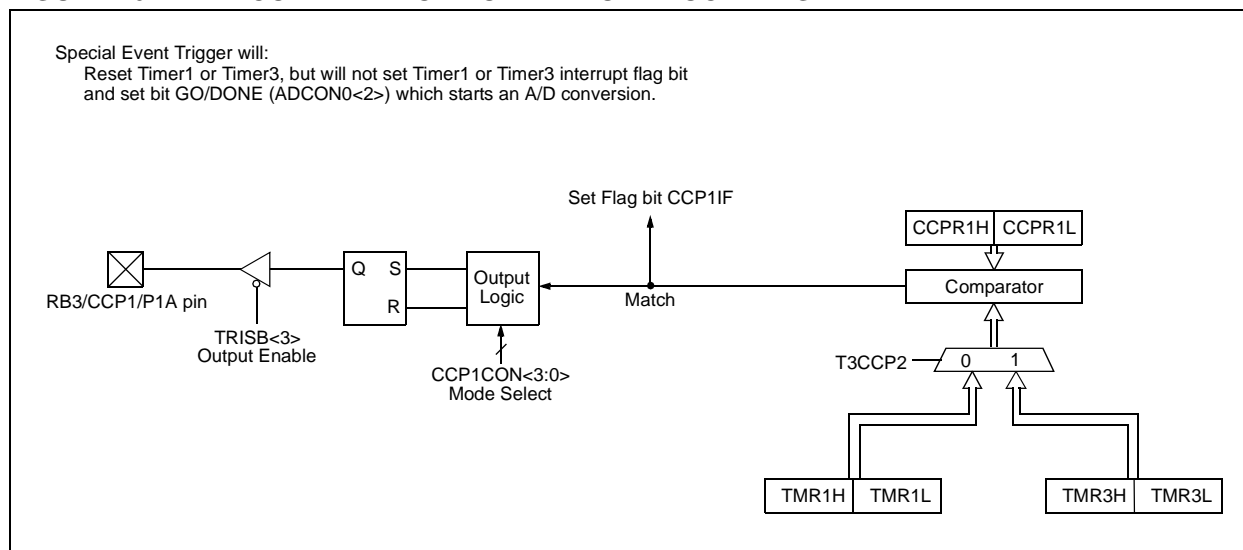 Special Event Trigger will:
Reset Timer1 or Timer3, but will not set Timer1 or Timer3 interrupt flag bit
and set bit GO/DONE (ADCON0<2>) which starts an A/D conversion.
Set Flag bit CCP1IF
CCPR1H CCPR1L
Q S
R
Output
Logic
Comparator
RB3/CCP1/P1A pin
Match
TRISB<3>
Output Enable
T3CCP2
0 1
CCP1CON<3:0>
Mode Select
TMR1H TMR1L
TMR3H TMR3L